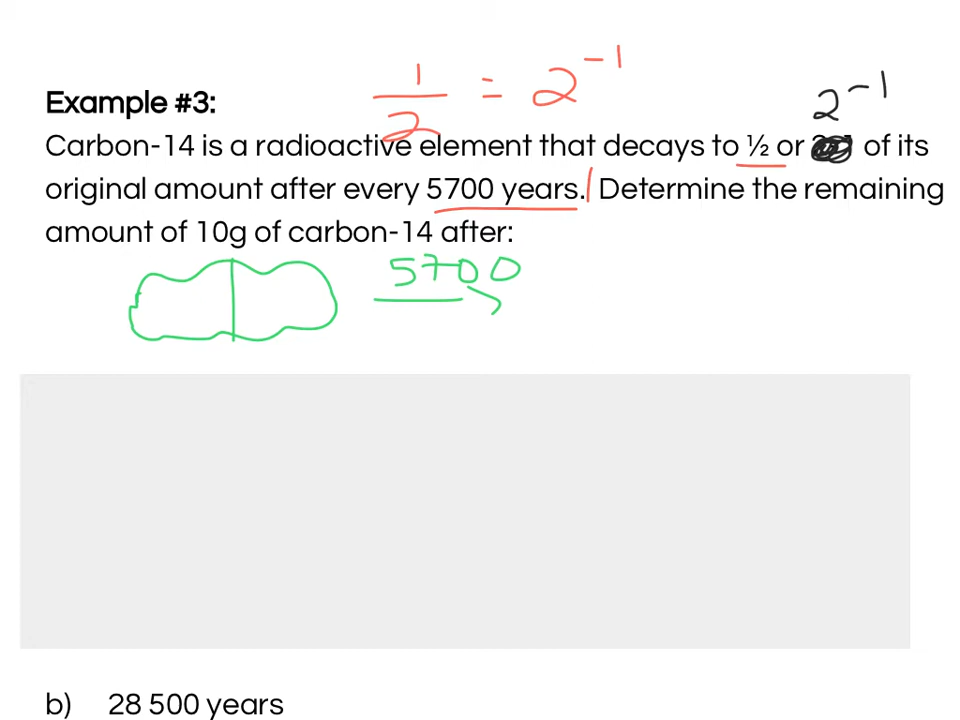 1/2 = 2⁻¹
2⁻¹
Example #3:
Carbon-14 is a radioactive element that decays to ½ or of its
original amount after every 5700 years. Determine the remaining
amount of 10g of carbon-14 after:
5700
b) 28 500 years